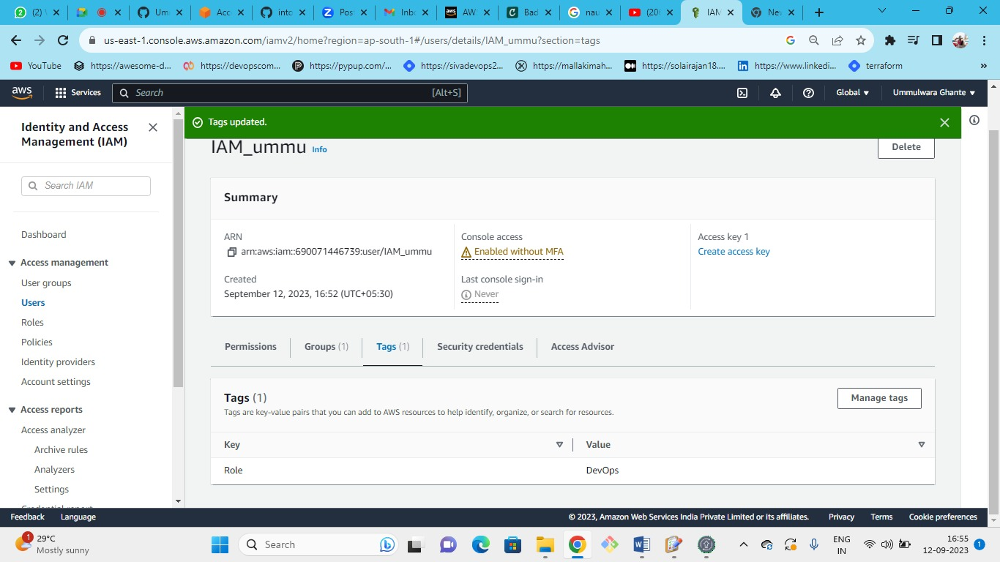 (2) V
Ume
Acc
into
Pos
Inbo
AW
Bad
nau
(20
IAM
Nev
us-east-1.console.aws.amazon.com/iamv2/home?region=ap-south-1#/users/details/IAM_ummu?section=tags
YouTube
https://awesome-d...
https://devopscom...
https://pypup.com/...
https://sivadevops2...
https://mallakimah...
https://solairajan18....
https://www.linkedi...
terraform
»
aws
Services
Search
[Alt+S]
Global
Ummulwara Ghante
Identity and Access
Management (IAM)
Search IAM
Dashboard
Access management
User groups
Users
Roles
Policies
Identity providers
Account settings
Access reports
Access analyzer
Archive rules
Analyzers
Settings
Credential report
Tags updated.
IAM_ummu Info
Delete
Summary
ARN
arn:aws:iam::690071446739:user/IAM_ummu
Created
September 12, 2023, 16:52 (UTC+05:30)
Console access
Enabled without MFA
Last console sign-in
Never
Access key 1
Create access key
Permissions
Groups (1)
Tags (1)
Security credentials
Access Advisor
Tags (1)
Tags are key-value pairs that you can add to AWS resources to help identify, organize, or search for resources.
Manage tags
Key
Value
Role
DevOps
Feedback
Language
© 2023, Amazon Web Services India Private Limited or its affiliates.
Privacy
Terms
Cookie preferences
1
29°C
Mostly sunny
Search
ENG
IN
16:55
12-09-2023
1